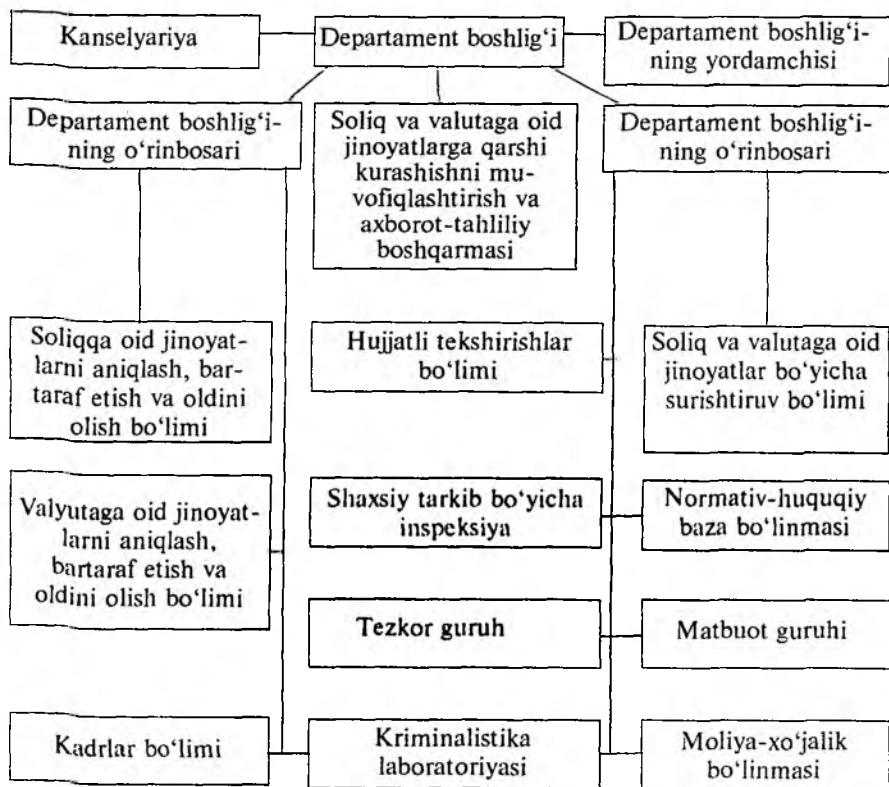 Kanselyariya
Departament boshlig‘i
Departament boshlig‘i-
ning yordamchisi
Departament boshlig‘i-
ning o‘rinbosari
Soliq va valutaga oid
jinoyatlarga qarshi
kurashishni mu-
vofiqlashtirish va
axborot-tahliliy
boshqarmasi
Departament boshlig‘i-
ning o‘rinbosari
Soliqqa oid jinoyat-
larni aniqlash, bar-
taraf etish va oldini
olish bo‘limi
Hujjatli tekshirishlar
bo‘limi
Soliq va valutaga oid
jinoyatlar bo‘yicha
surishtiruv bo‘limi
Valyutaga oid jinoyat-
larni aniqlash,
bartaraf etish va
oldini olish bo‘limi
Shaxsiy tarkib bo‘yicha
inspeksiya
Normativ-huquqiy
baza bo‘linmasi
Tezkor guruh
Matbuot guruhi
Kadrlar bo‘limi
Kriminalistika
laboratoriyasi
Moliya-xo‘jalik
bo‘linmasi